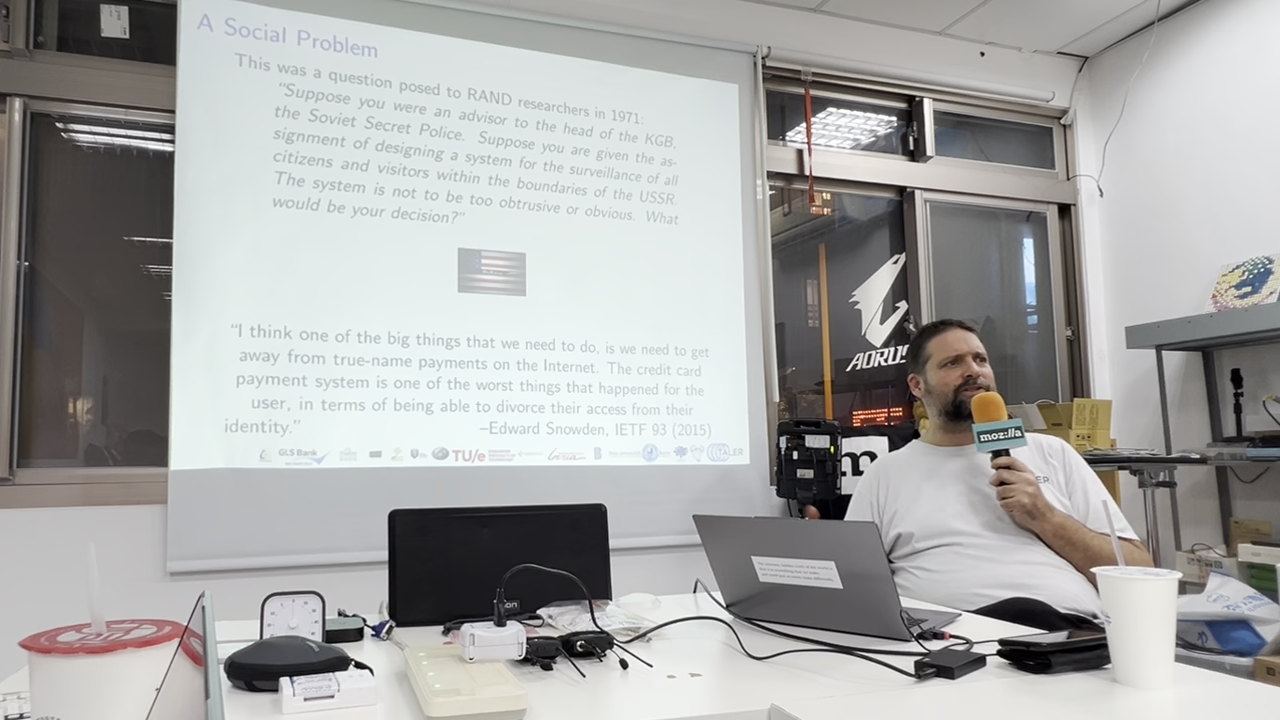 A Social Problem
This was a question posed to RAND researchers in 1971:
"Suppose you were an advisor to the head of the KGB,
the Soviet Secret Police. Suppose you are given the as-
signment of designing a system for the surveillance of all
citizens and visitors within the boundaries of the USSR.
The system is not to be too obtrusive or obvious. What
would be your decision?"
"I think one of the big things that we need to do, is we need to get
away from true-name payments on the Internet. The credit card
payment system is one of the worst things that happened for the
user, in terms of being able to divorce their access from their
identity."
–Edward Snowden, IETF 93 (2015)
GLS Bank
TU/e
AORUS
moz://a
m